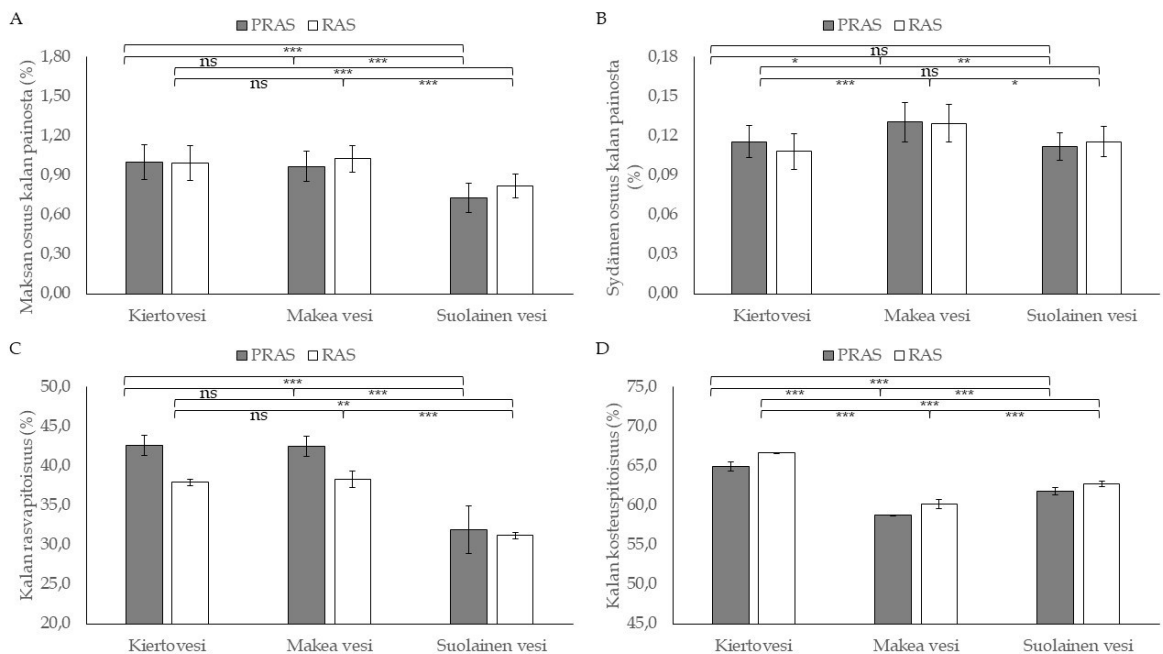 A
PRAS RAS
Maksan osuus kalan painosta (%)
1,80
1,50
1,20
0,90
0,60
0,30
0,00
***
ns ***
***
ns ***
Kiertovesi Makea vesi Suolainen vesi
B
PRAS RAS
Sydämen osuus kalan painosta
(%)
0,18
0,15
0,12
0,09
0,06
0,03
0,00
ns
* **
ns
*** *
Kiertovesi Makea vesi Suolainen vesi
C
PRAS RAS
Kalan rasvapitoisuus (%)
50,0
45,0
40,0
35,0
30,0
25,0
20,0
***
ns ***
**
ns ***
Kiertovesi Makea vesi Suolainen vesi
D
PRAS RAS
Kalan kosteuspitoisuus (%)
75,0
70,0
65,0
60,0
55,0
50,0
45,0
***
*** ***
***
*** ***
Kiertovesi Makea vesi Suolainen vesi